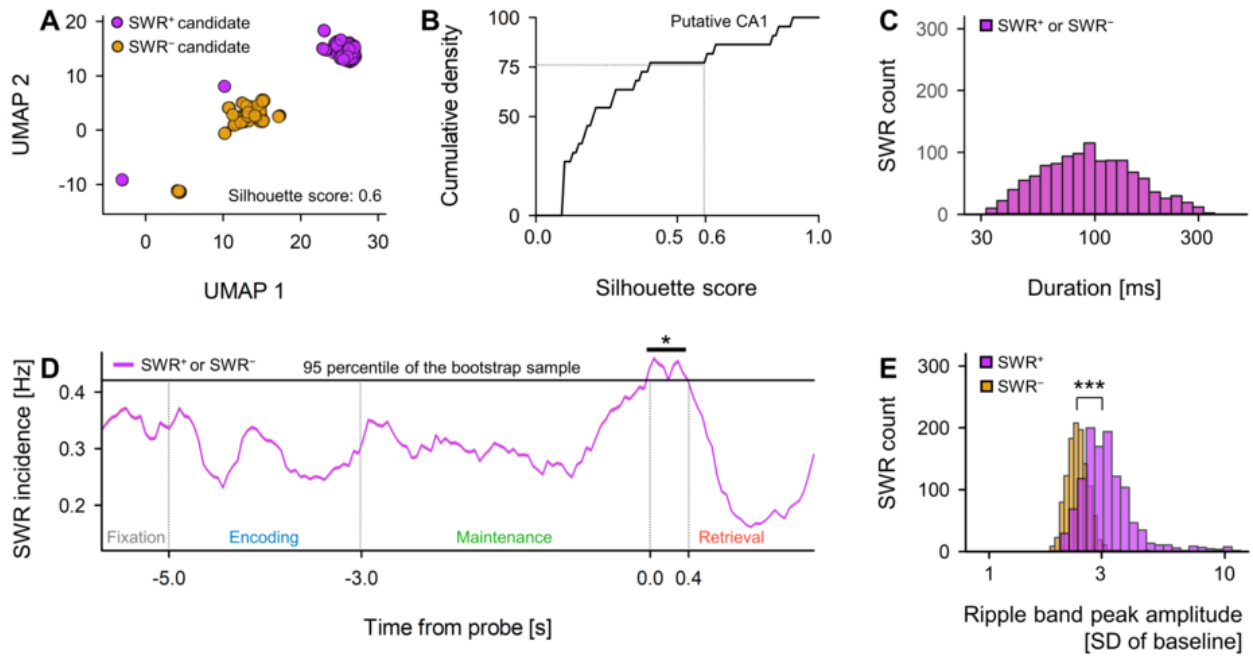 A
SWR⁺ candidate
SWR⁻ candidate
20
10
0
-10
UMAP 2
Silhouette score: 0.6
0
10
20
30
UMAP 1
B
Putative CA1
100
75
50
0
Cumulative density
0.0
0.5
0.6
1.0
Silhouette score
C
SWR⁺ or SWR⁻
300
200
100
0
SWR count
30
100
300
Duration [ms]
D
SWR⁺ or SWR⁻
95 percentile of the bootstrap sample
*
0.4
0.3
0.2
SWR incidence [Hz]
Fixation
Encoding
Maintenance
Retrieval
-5.0
-3.0
0.0
0.4
Time from probe [s]
E
SWR⁺
SWR⁻
***
300
200
100
0
SWR count
1
3
10
Ripple band peak amplitude
[SD of baseline]